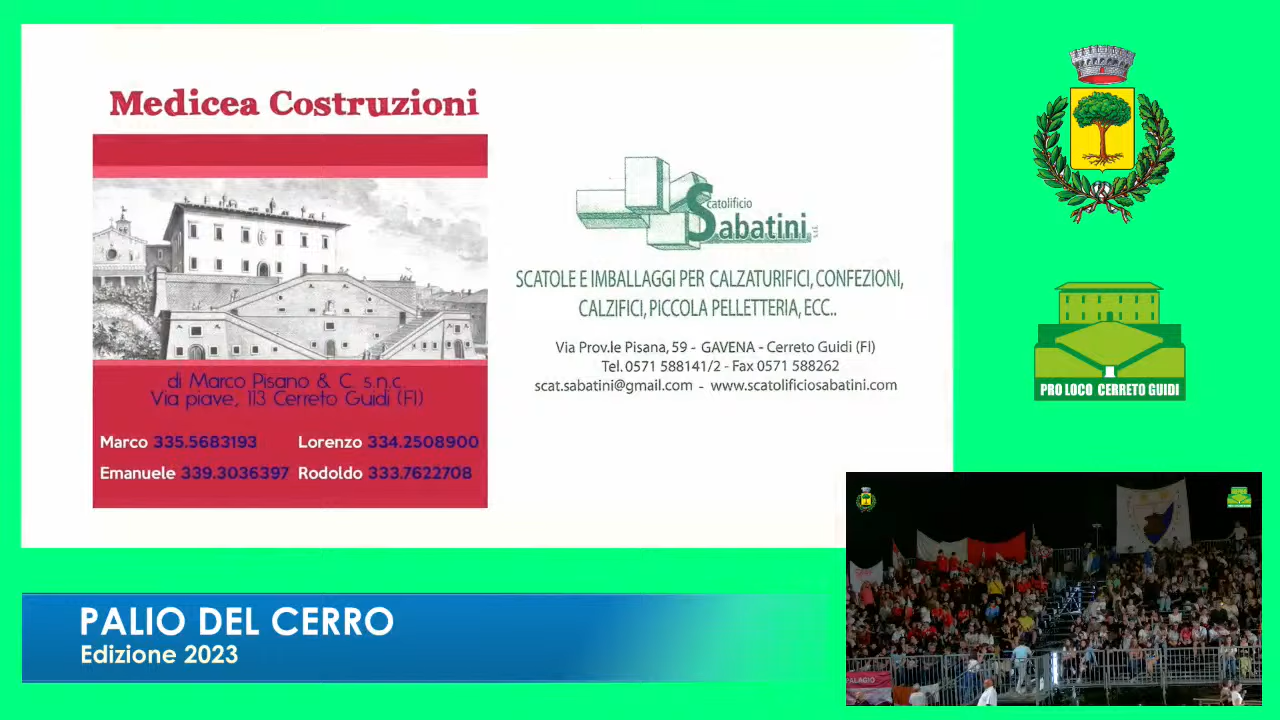 Medicea Costruzioni
di Marco Pisano & C. s.n.c.
Via piave, 113 Cerreto Guidi (FI)
Marco 335.5683193 Lorenzo 334.2508900
Emanuele 339.3036397 Rodoldo 333.7622708
Scatolificio
Sabatini
SCATOLE E IMBALLAGGI PER CALZATURIFICI, CONFEZIONI,
CALZIFICI, PICCOLA PELLETTERIA, ECC..
Via Prov.le Pisana, 59 - GAVENA - Cerreto Guidi (FI)
Tel. 0571 588141/2 - Fax 0571 588262
scat.sabatini@gmail.com - www.scatolificiosabatini.com
PRO LOCO CERRETO GUIDI
PALAGIO
PALIO DEL CERRO
Edizione 2023